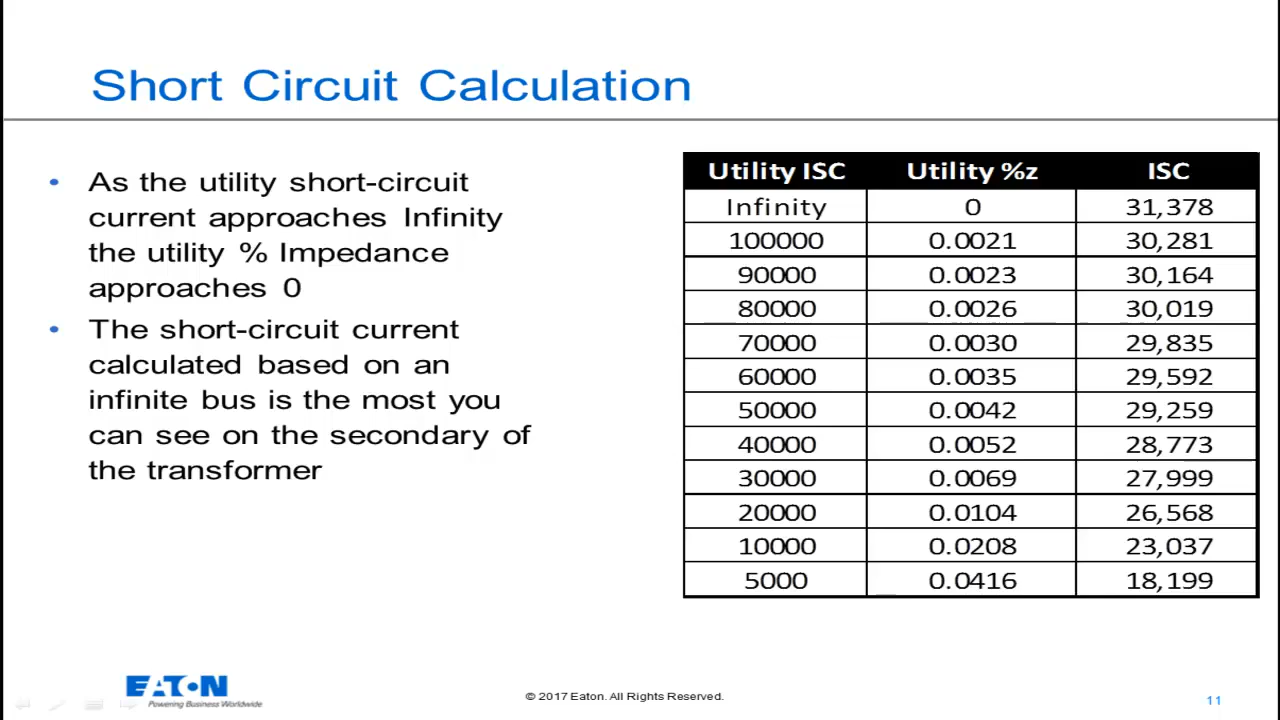 Short Circuit Calculation
• As the utility short-circuit
current approaches Infinity
the utility % Impedance
approaches 0
• The short-circuit current
calculated based on an
infinite bus is the most you
can see on the secondary of
the transformer
Utility ISC Utility %z ISC
Infinity 0 31,378
100000 0.0021 30,281
90000 0.0023 30,164
80000 0.0026 30,019
70000 0.0030 29,835
60000 0.0035 29,592
50000 0.0042 29,259
40000 0.0052 28,773
30000 0.0069 27,999
20000 0.0104 26,568
10000 0.0208 23,037
5000 0.0416 18,199
EATON
Powering Business Worldwide
© 2017 Eaton. All Rights Reserved.
11